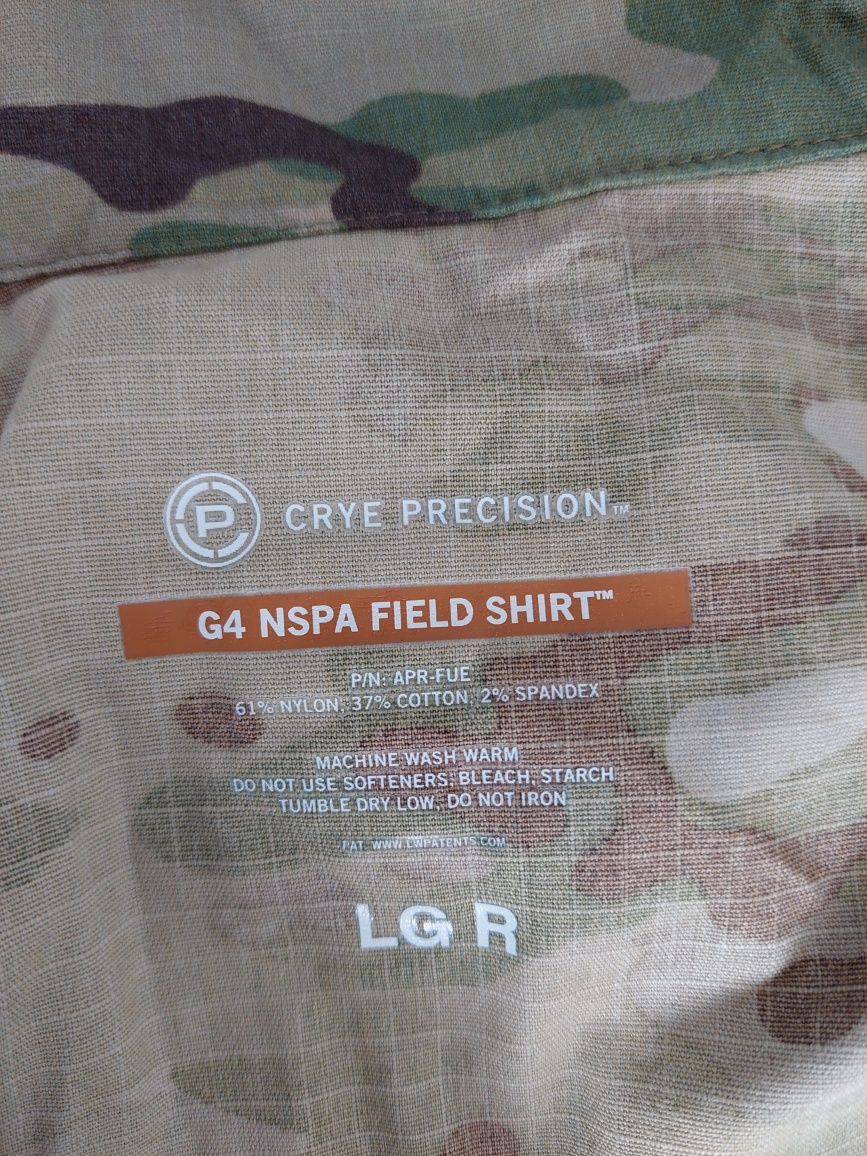 CP CRYE PRECISION™
G4 NSPA FIELD SHIRT™
P/N: APR-FUE
61% NYLON, 37% COTTON, 2% SPANDEX
MACHINE WASH WARM
DO NOT USE SOFTENERS, BLEACH, STARCH
TUMBLE DRY LOW, DO NOT IRON
PAT. WWW.LWPATENTS.COM
LG R